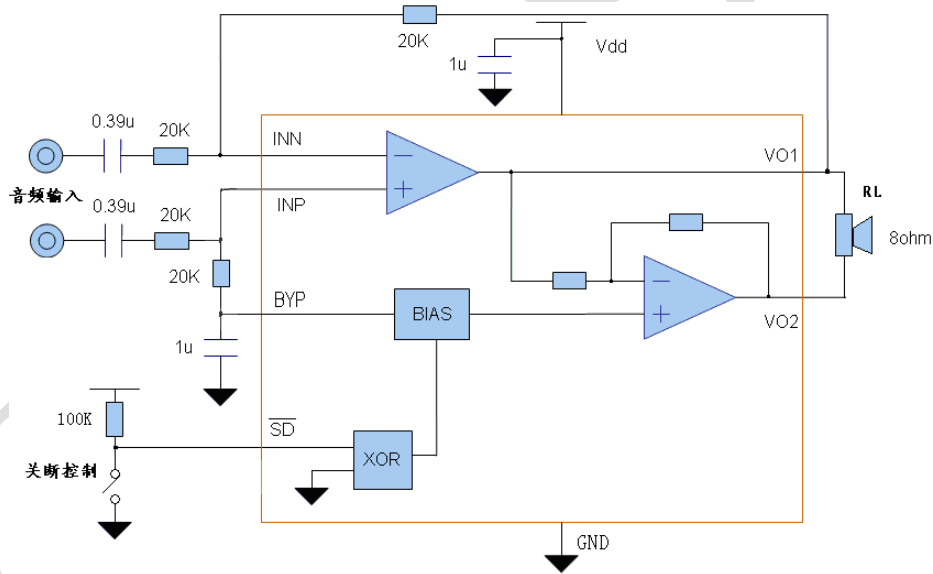 20K
Vdd
1u
0.39u
20K
INN
VO1
音频输入
INP
RL
0.39u
20K
8ohm
20K
BYP
BIAS
VO2
1u
100K
SD
XOR
关断控制
GND